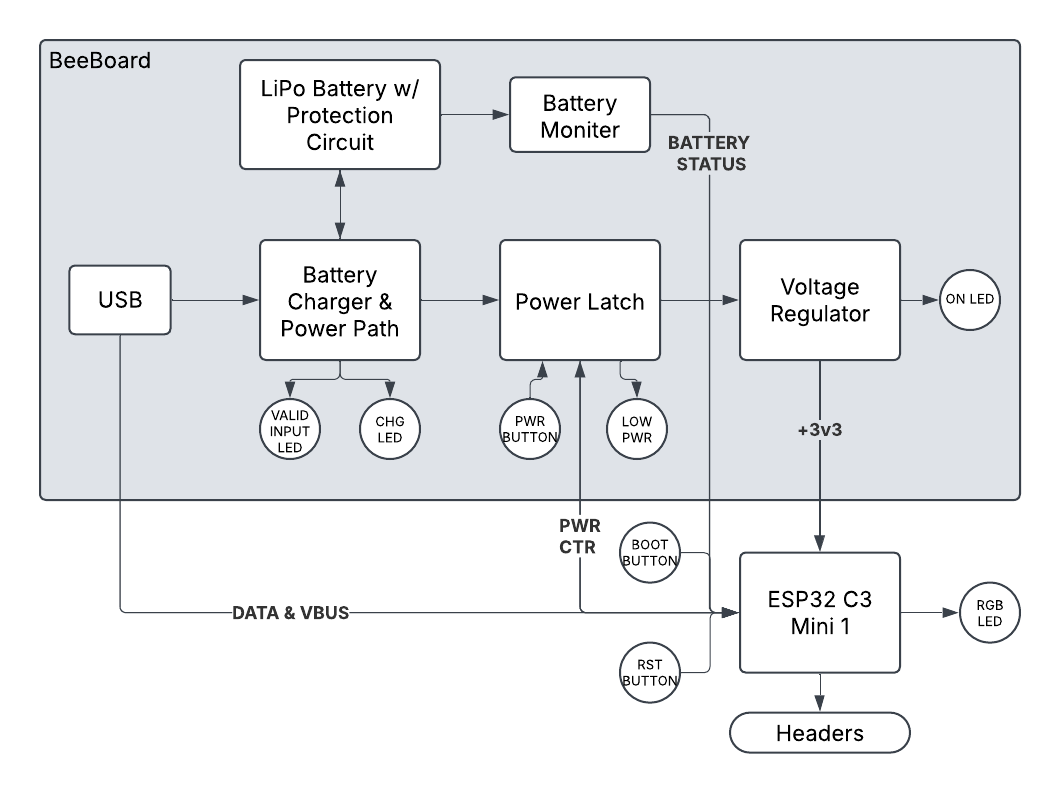 BeeBoard
LiPo Battery w/
Protection
Circuit
Battery
Moniter
BATTERY
STATUS
USB
Battery
Charger &
Power Path
Power Latch
Voltage
Regulator
ON LED
VALID
INPUT
LED
CHG
LED
PWR
BUTTON
LOW
PWR
+3v3
PWR
CTR
BOOT
BUTTON
DATA & VBUS
ESP32 C3
Mini 1
RGB
LED
RST
BUTTON
Headers